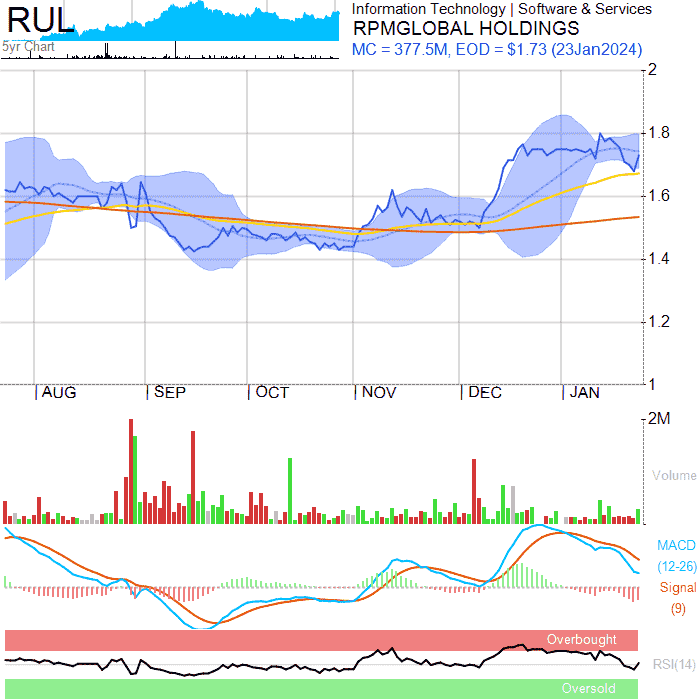 RUL
5yr Chart
Information Technology | Software & Services
RPMGLOBAL HOLDINGS
MC = 377.5M, EOD = $1.73 (23Jan2024)
2
1.8
1.6
1.4
1.2
1
| AUG | SEP | OCT | NOV | DEC | JAN
2M
Volume
MACD
(12-26)
Signal
(9)
Overbought
RSI(14)
Oversold